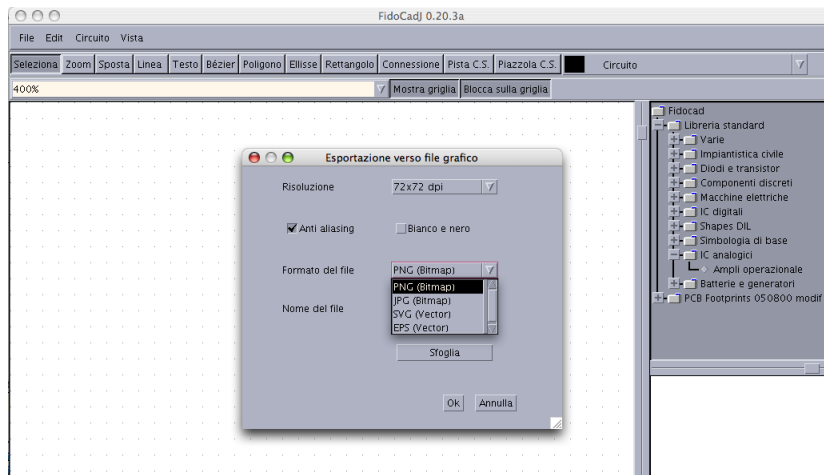 FidoCadJ 0.20.3a
File Edit Circuito Vista
Seleziona Zoom Sposta Linea Testo Bézier Poligono Ellisse Rettangolo Connessione Pista C.S. Piazzola C.S. Circuito
400% Mostra griglia Blocca sulla griglia
Esportazione verso file grafico
Risoluzione 72x72 dpi
Anti aliasing Bianco e nero
Formato del file PNG (Bitmap)
PNG (Bitmap)
JPG (Bitmap)
SVG (Vector)
EPS (Vector)
Nome del file
Sfoglia
Ok Annulla
Fidocad
Libreria standard
Varie
Impiantistica civile
Diodi e transistor
Componenti discreti
Macchine elettriche
IC digitali
Shapes DIL
Simbologia di base
IC analogici
Ampli operazionale
Batterie e generatori
PCB Footprints 050800 modif